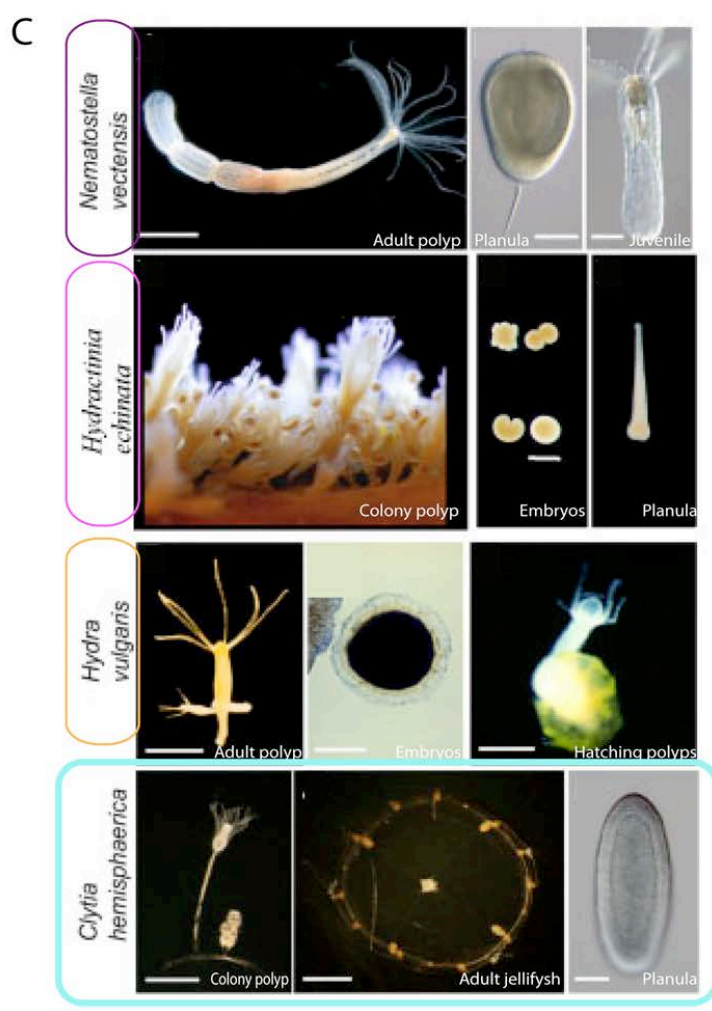 C
Nematostella
vectensis
Adult polyp
Planula
Juvenile
Hydractinia
echinata
Colony polyp
Embryos
Planula
Hydra
vulgaris
Adult polyp
Embryos
Hatching polyps
Clytia
hemisphaerica
Colony polyp
Adult jellifysh
Planula